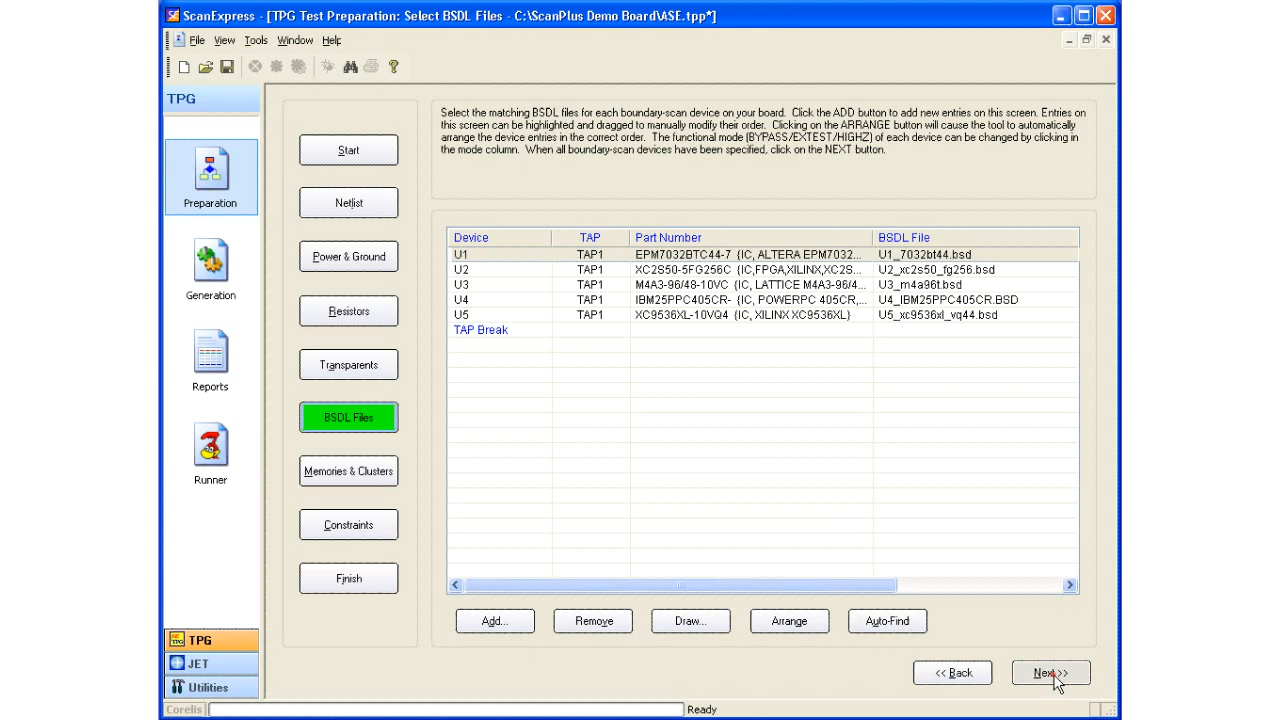 ScanExpress - [TPG Test Preparation: Select BSDL Files - C:\ScanPlus Demo Board\ASE.tpp*]
File View Tools Window Help
TPG
Preparation
Generation
Reports
Runner
TPG
JET
Utilities
Start
Netlist
Power & Ground
Resistors
Transparents
BSDL Files
Memories & Clusters
Constraints
Finish
Select the matching BSDL files for each boundary-scan device on your board. Click the ADD button to add new entries on this screen. Entries on
this screen can be highlighted and dragged to manually modify their order. Clicking on the ARRANGE button will cause the tool to automatically
arrange the device entries in the correct order. The functional mode (BYPASS/EXTEST/HIGHZ) of each device can be changed by clicking in
the mode column. When all boundary-scan devices have been specified, click on the NEXT button.
Device TAP Part Number BSDL File
U1 TAP1 EPM7032BTC44-7 {IC, ALTERA EPM7032... U1_7032bt44.bsd
U2 TAP1 XC2S50-5FG256C {IC,FPGA,XILINX,XC2S... U2_xc2s50_fg256.bsd
U3 TAP1 M4A3-96/48-10VC {IC, LATTICE M4A3-96/4... U3_m4a96t.bsd
U4 TAP1 IBM25PPC405CR- {IC, POWERPC 405CR,... U4_IBM25PPC405CR.BSD
U5 TAP1 XC9536XL-10VQ4 {IC, XILINX XC9536XL} U5_xc9536xl_vq44.bsd
TAP Break
Add... Remove Draw... Arrange Auto-Find
<< Back Next >>
Corelis Ready